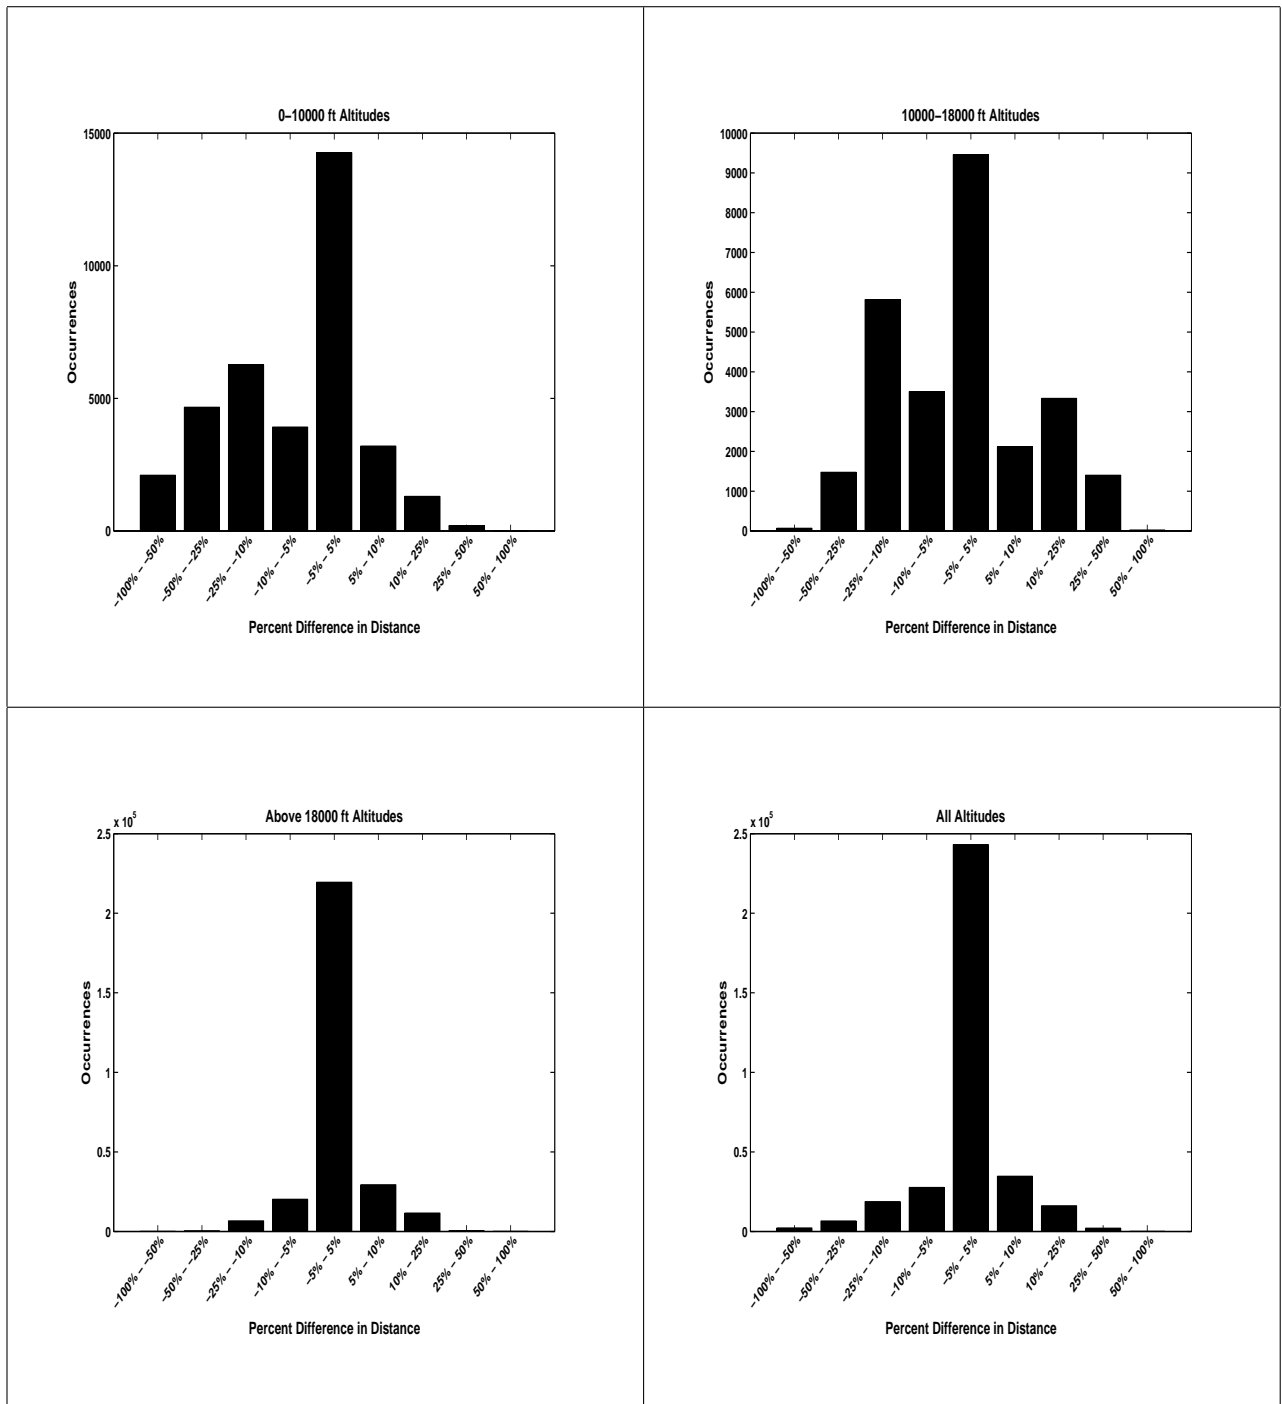 0–10000 ft Altitudes
15000
10000
5000
0
Occurrences
–100% – –50%
–50% – –25%
–25% – –10%
–10% – –5%
–5% – 5%
5% – 10%
10% – 25%
25% – 50%
50% – 100%
Percent Difference in Distance
10000–18000 ft Altitudes
10000
9000
8000
7000
6000
5000
4000
3000
2000
1000
0
Occurrences
–100% – –50%
–50% – –25%
–25% – –10%
–10% – –5%
–5% – 5%
5% – 10%
10% – 25%
25% – 50%
50% – 100%
Percent Difference in Distance
Above 18000 ft Altitudes
x 10^5
2.5
2
1.5
1
0.5
0
Occurrences
–100% – –50%
–50% – –25%
–25% – –10%
–10% – –5%
–5% – 5%
5% – 10%
10% – 25%
25% – 50%
50% – 100%
Percent Difference in Distance
All Altitudes
x 10^5
2.5
2
1.5
1
0.5
0
Occurrences
–100% – –50%
–50% – –25%
–25% – –10%
–10% – –5%
–5% – 5%
5% – 10%
10% – 25%
25% – 50%
50% – 100%
Percent Difference in Distance